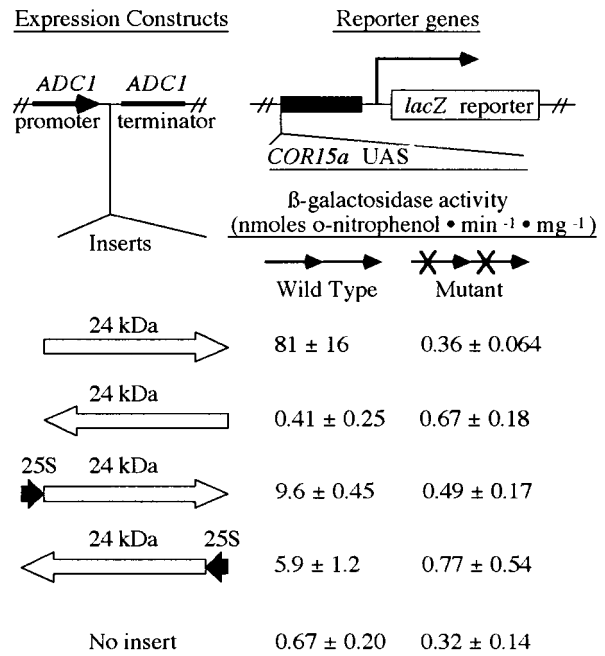 Expression Constructs
Reporter genes
ADC1 ADC1
promoter terminator
lacZ reporter
COR15a UAS
Inserts
ß-galactosidase activity
(nmoles o-nitrophenol • min -1 • mg -1)
Wild Type Mutant
24 kDa
81 ± 16 0.36 ± 0.064
24 kDa
0.41 ± 0.25 0.67 ± 0.18
25S 24 kDa
9.6 ± 0.45 0.49 ± 0.17
24 kDa 25S
5.9 ± 1.2 0.77 ± 0.54
No insert 0.67 ± 0.20 0.32 ± 0.14